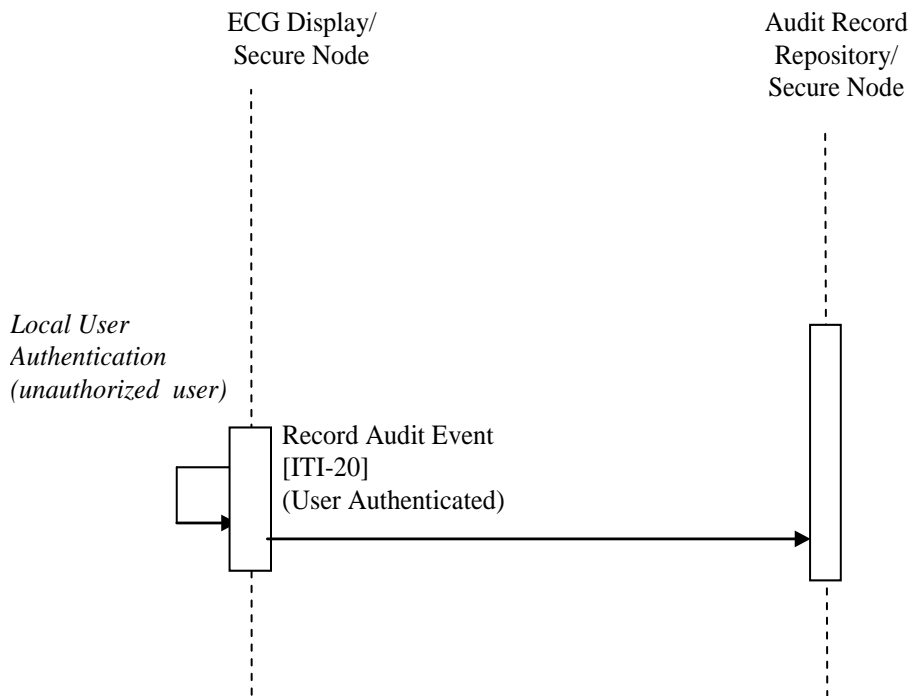 ECG Display/
Secure Node
Audit Record
Repository/
Secure Node
Local User
Authentication
(unauthorized user)
Record Audit Event
[ITI-20]
(User Authenticated)